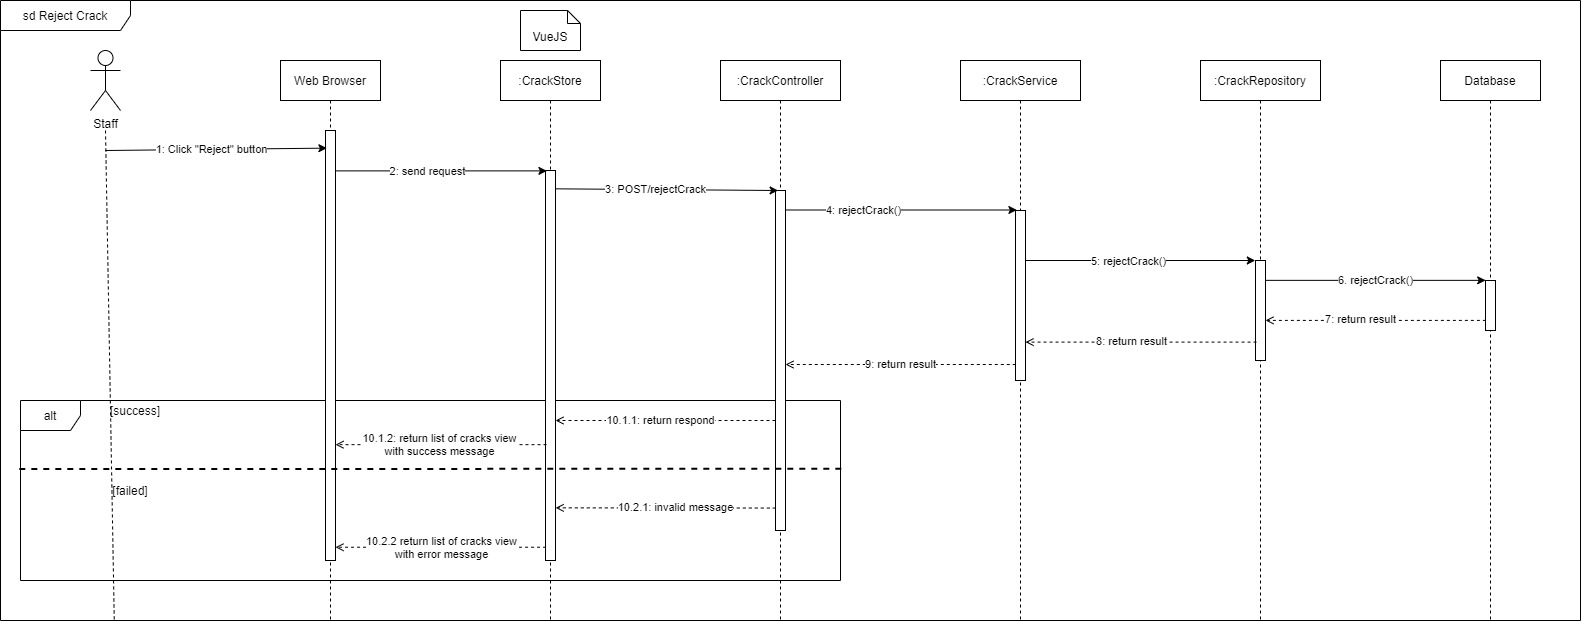 sd Reject Crack
VueJS
Staff
Web Browser
:CrackStore
:CrackController
:CrackService
:CrackRepository
Database
1: Click "Reject" button
2: send request
3: POST/rejectCrack
4: rejectCrack()
5: rejectCrack()
6. rejectCrack()
7: return result
8: return result
9: return result
alt
[success]
10.1.1: return respond
10.1.2: return list of cracks view
with success message
[failed]
10.2.1: invalid message
10.2.2 return list of cracks view
with error message